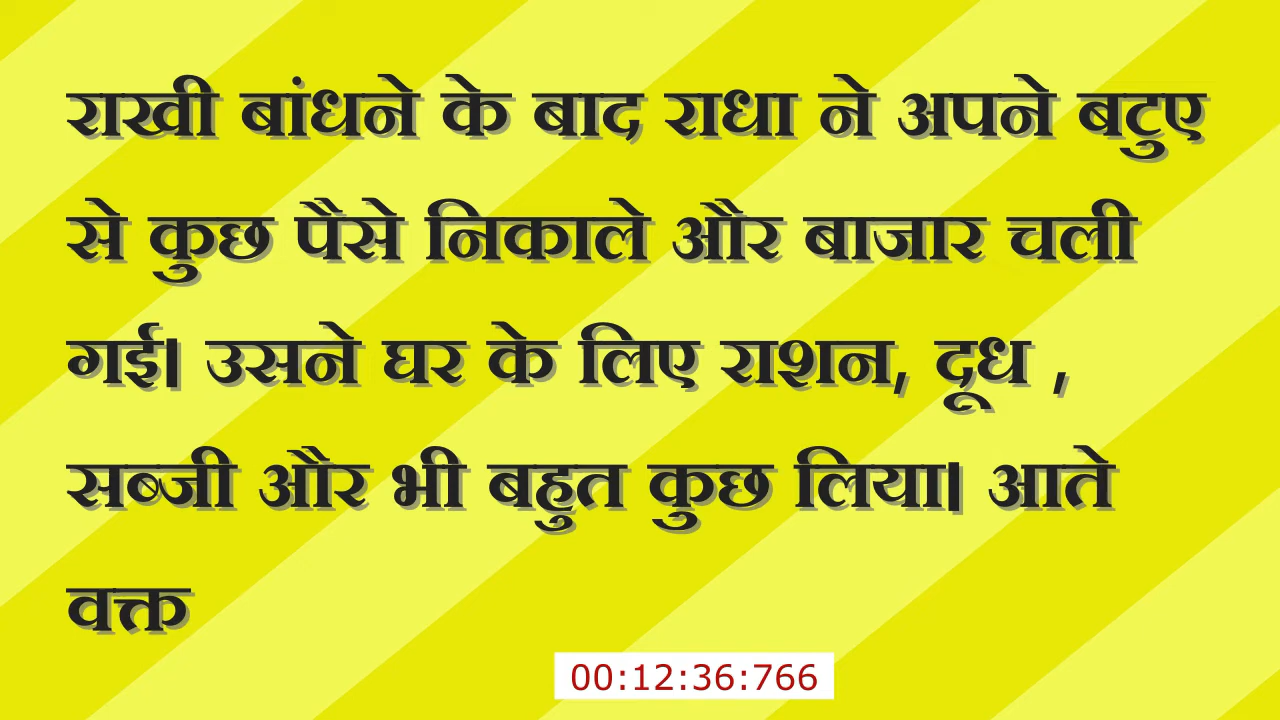 राखी बांधने के बाद राधा ने अपने बटुए
से कुछ पैसे निकाले और बाजार चली
गई। उसने घर के लिए राशन, दूध ,
सब्जी और भी बहुत कुछ लिया। आते
वक्त
00:12:36:766